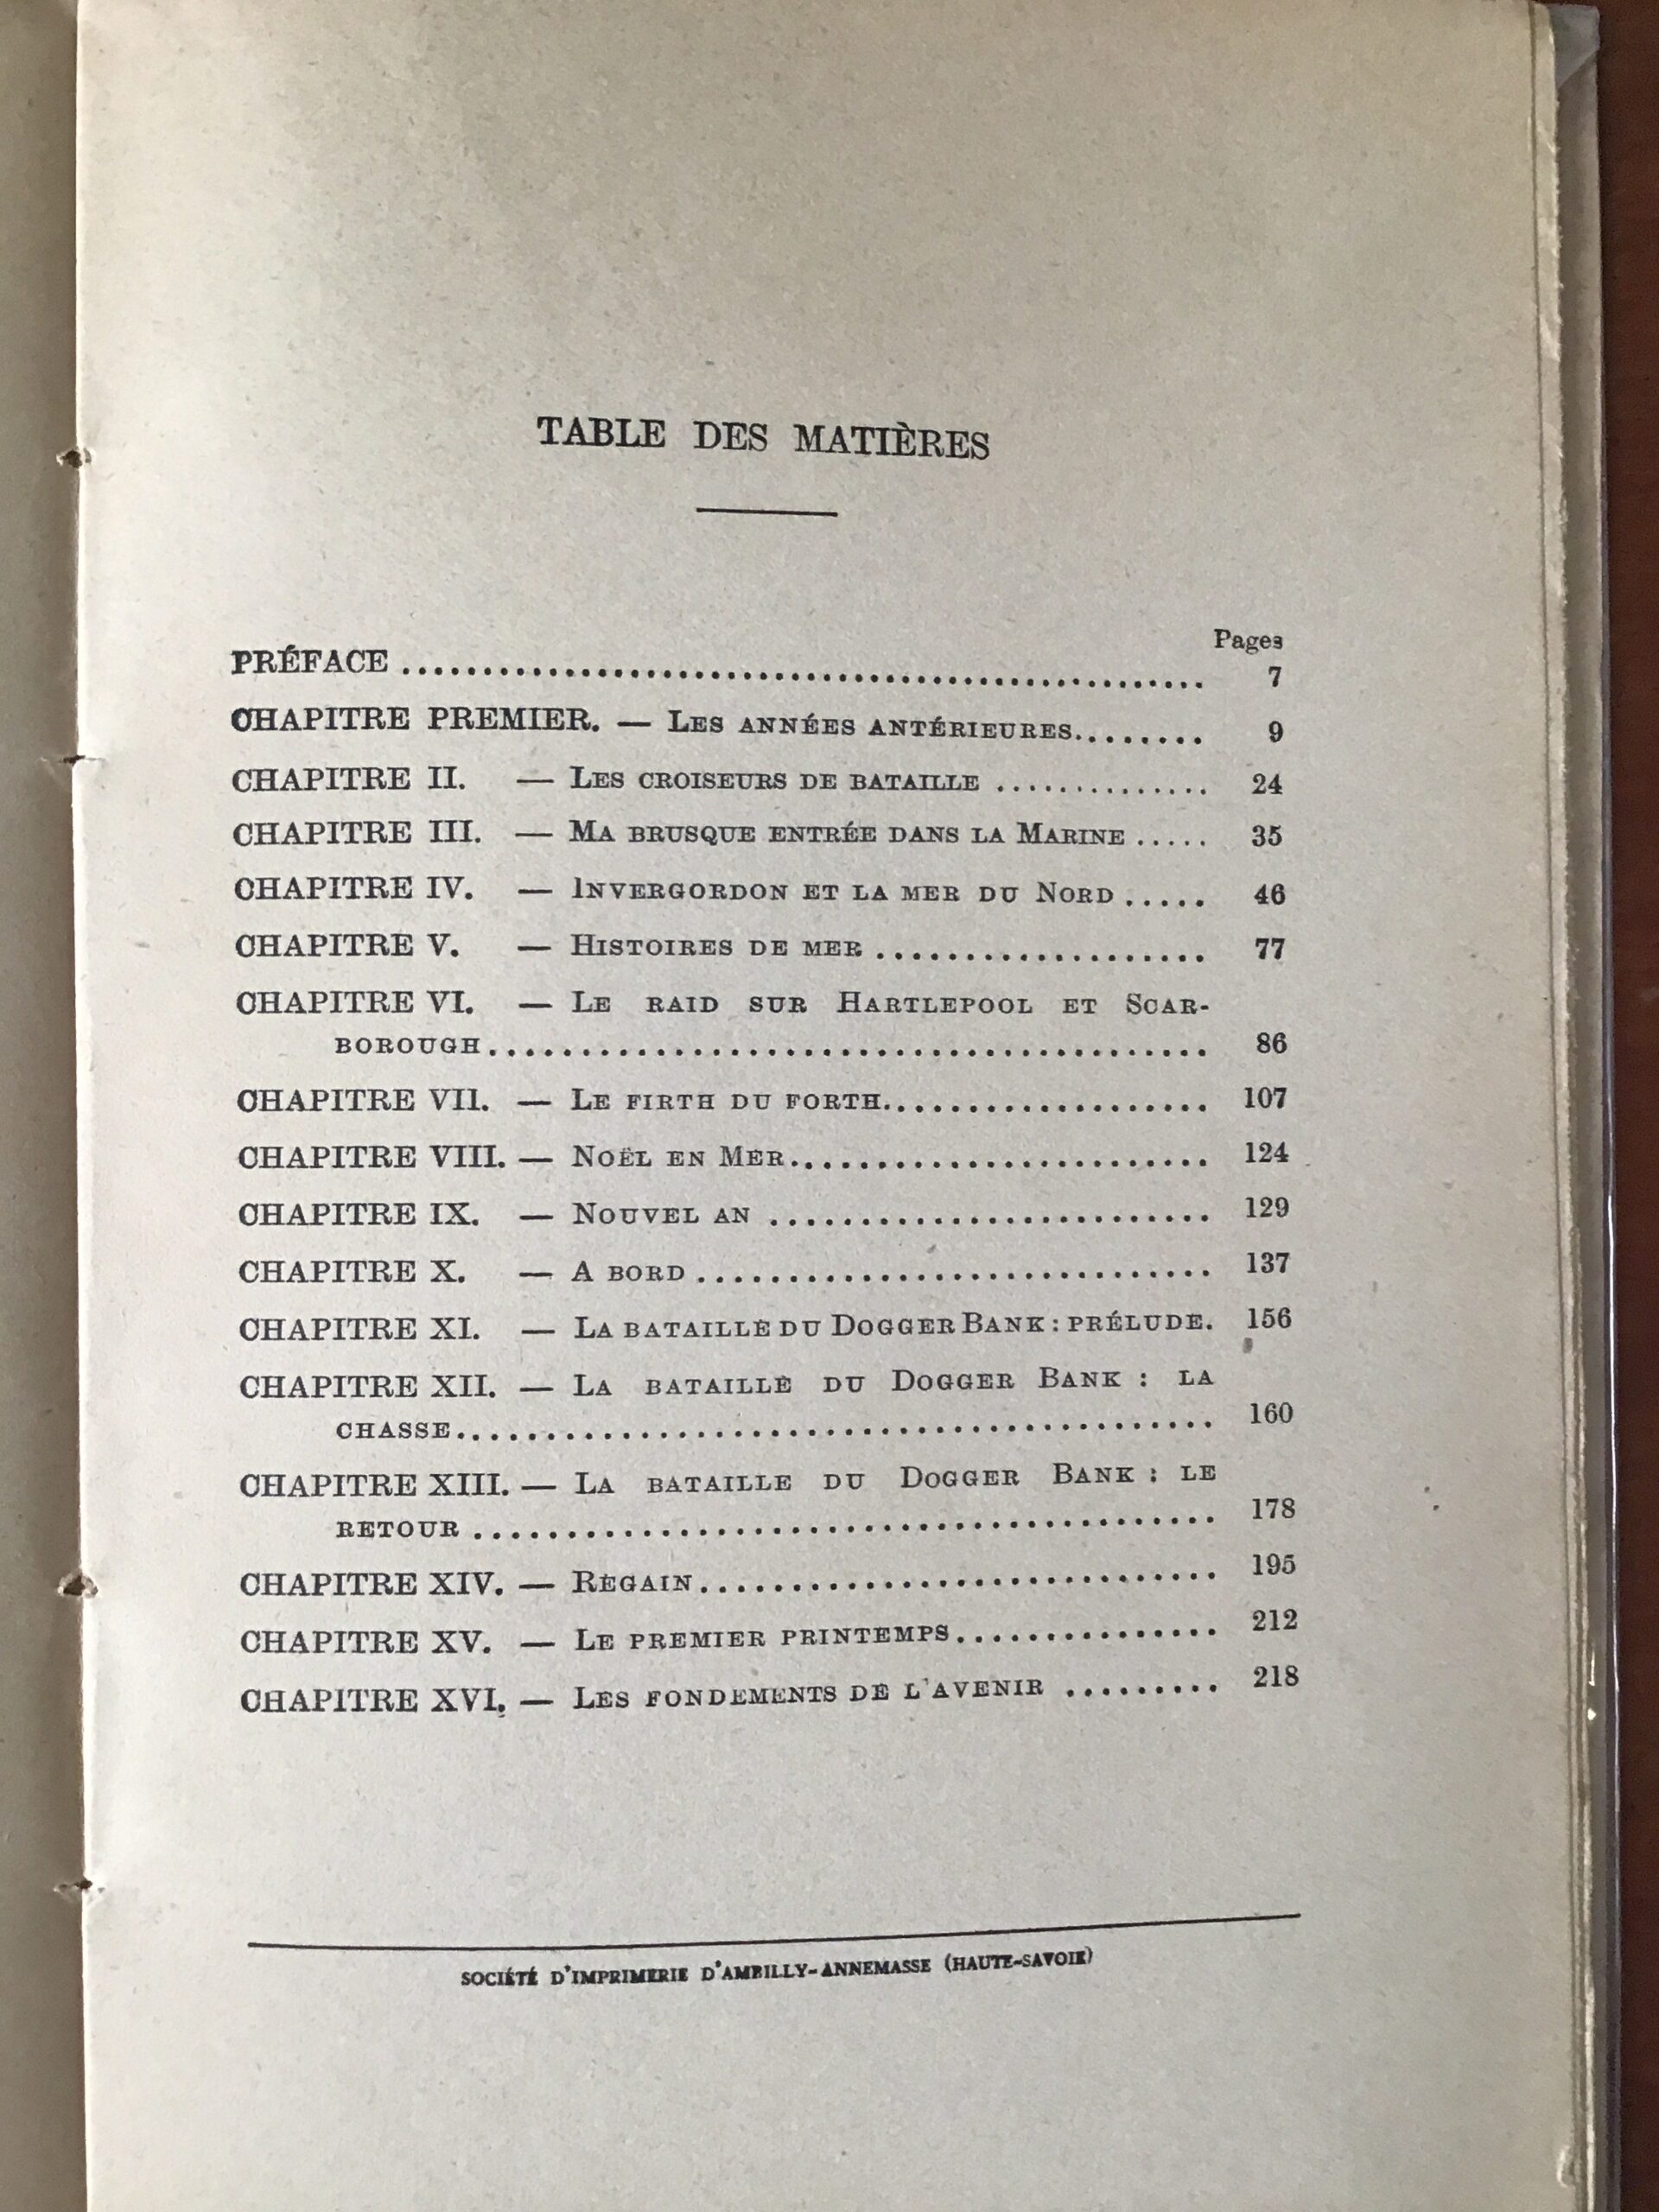 TABLE DES MATIÈRES
Pages
PRÉFACE .................................................. 7
CHAPITRE PREMIER. — Les années antérieures........ 9
CHAPITRE II. — Les croiseurs de bataille .............. 24
CHAPITRE III. — Ma brusque entrée dans la Marine ..... 35
CHAPITRE IV. — Invergordon et la mer du Nord ..... 46
CHAPITRE V. — Histoires de mer ................... 77
CHAPITRE VI. — Le raid sur Hartlepool et Scar-
borough.......................................... 86
CHAPITRE VII. — Le firth du forth................... 107
CHAPITRE VIII. — Noël en Mer........................ 124
CHAPITRE IX. — Nouvel an ......................... 129
CHAPITRE X. — A bord ............................. 137
CHAPITRE XI. — La bataille du Dogger Bank : prélude. 156
CHAPITRE XII. — La bataille du Dogger Bank : la
chasse............................................ 160
CHAPITRE XIII. — La bataille du Dogger Bank : le
retour ........................................... 178
CHAPITRE XIV. — Regain............................. 195
CHAPITRE XV. — Le premier printemps............... 212
CHAPITRE XVI. — Les fondements de l'avenir ......... 218
SOCIÉTÉ D'IMPRIMERIE D'AMBILLY-ANNEMASSE (HAUTE-SAVOIE)